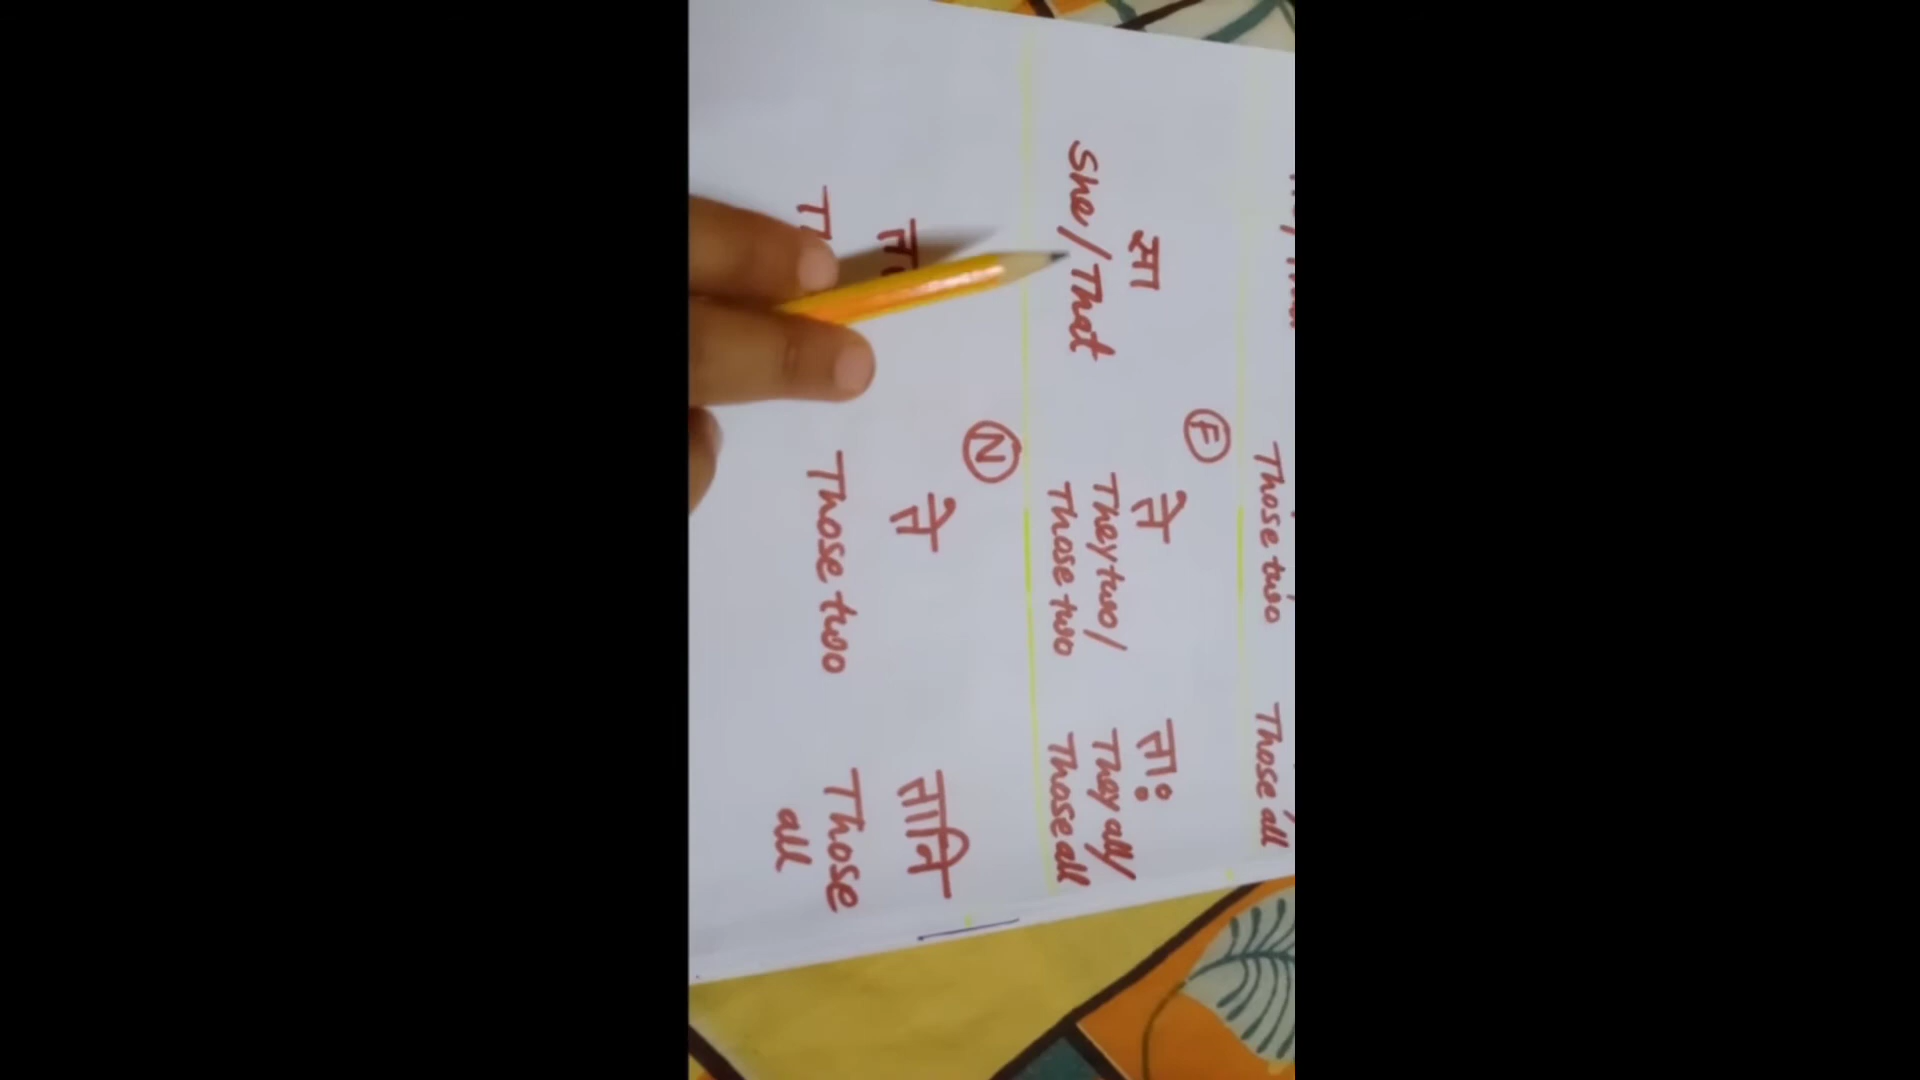 Those two
Those all
F
सा
ते
ताः
She/That
They two/
Those two
They all/
Those all
N
ते
तानि
Those two
Those
all